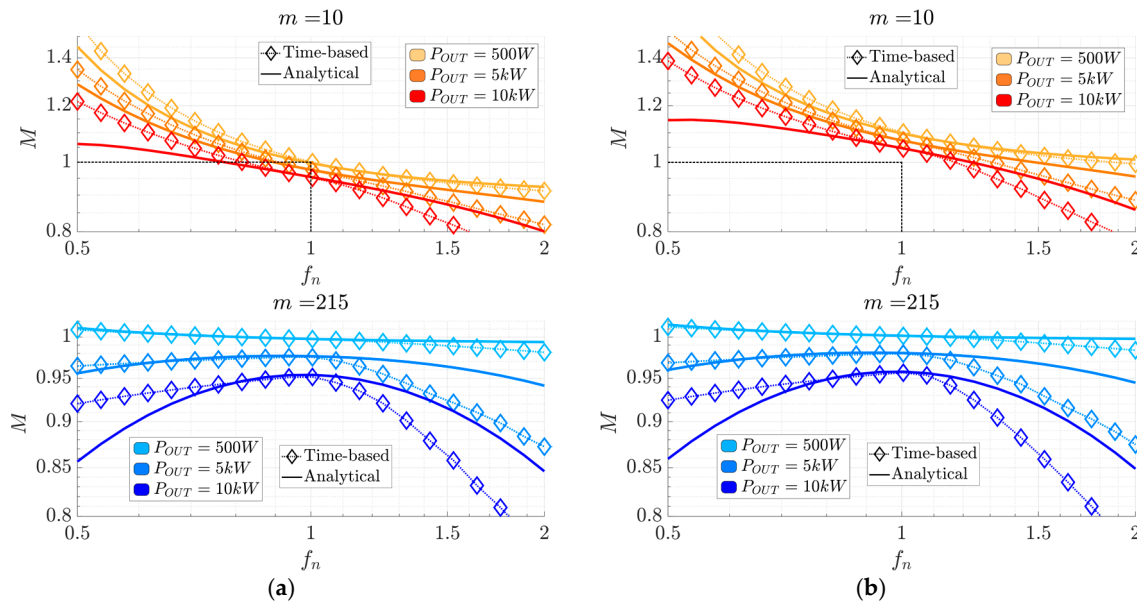 m =10
1.4
1.2
1
0.8
M
Time-based
Analytical
P_OUT = 500W
P_OUT = 5kW
P_OUT = 10kW
0.5
1
1.5
2
f_n
m =10
1.4
1.2
1
0.8
M
Time-based
Analytical
P_OUT = 500W
P_OUT = 5kW
P_OUT = 10kW
0.5
1
1.5
2
f_n
m =215
1
0.95
0.9
0.85
0.8
M
P_OUT = 500W
P_OUT = 5kW
P_OUT = 10kW
Time-based
Analytical
0.5
1
1.5
2
f_n
(a)
m =215
1
0.95
0.9
0.85
0.8
M
P_OUT = 500W
P_OUT = 5kW
P_OUT = 10kW
Time-based
Analytical
0.5
1
1.5
2
f_n
(b)